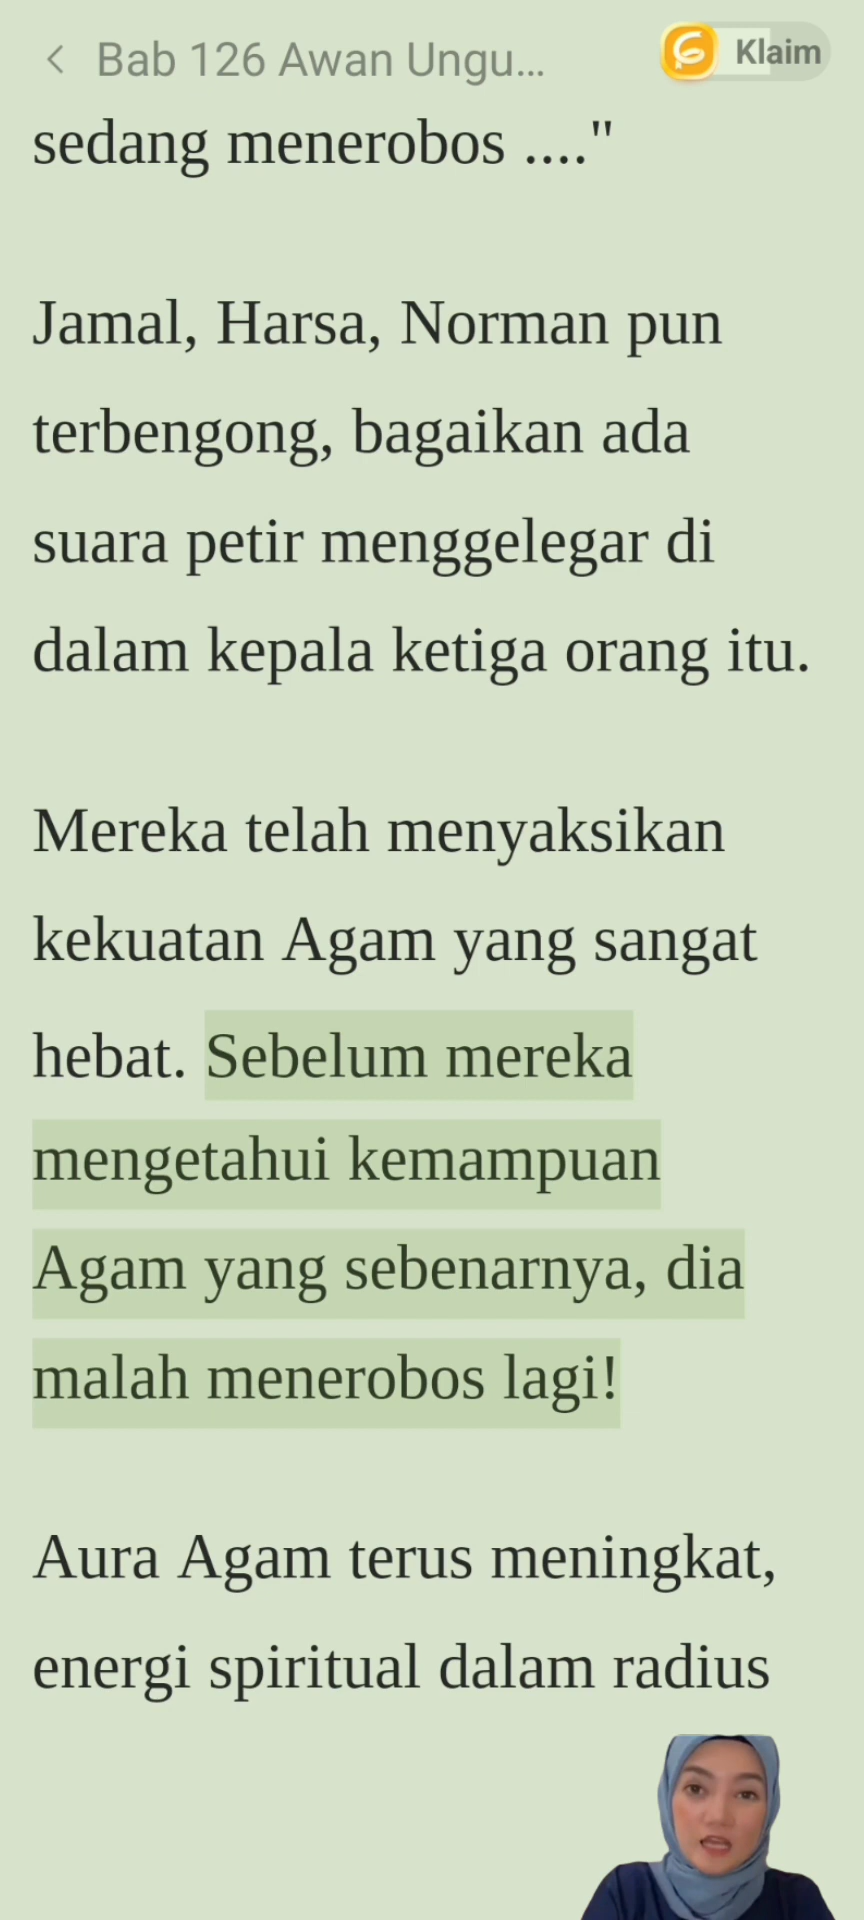 Bab 126 Awan Ungu...
Klaim
sedang menerobos ...."
Jamal, Harsa, Norman pun
terbengong, bagaikan ada
suara petir menggelegar di
dalam kepala ketiga orang itu.
Mereka telah menyaksikan
kekuatan Agam yang sangat
hebat. Sebelum mereka
mengetahui kemampuan
Agam yang sebenarnya, dia
malah menerobos lagi!
Aura Agam terus meningkat,
energi spiritual dalam radius